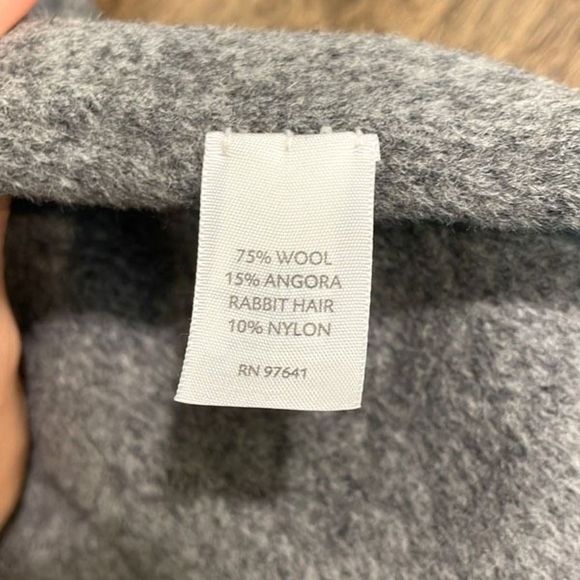 75% WOOL
15% ANGORA
RABBIT HAIR
10% NYLON
RN 97641